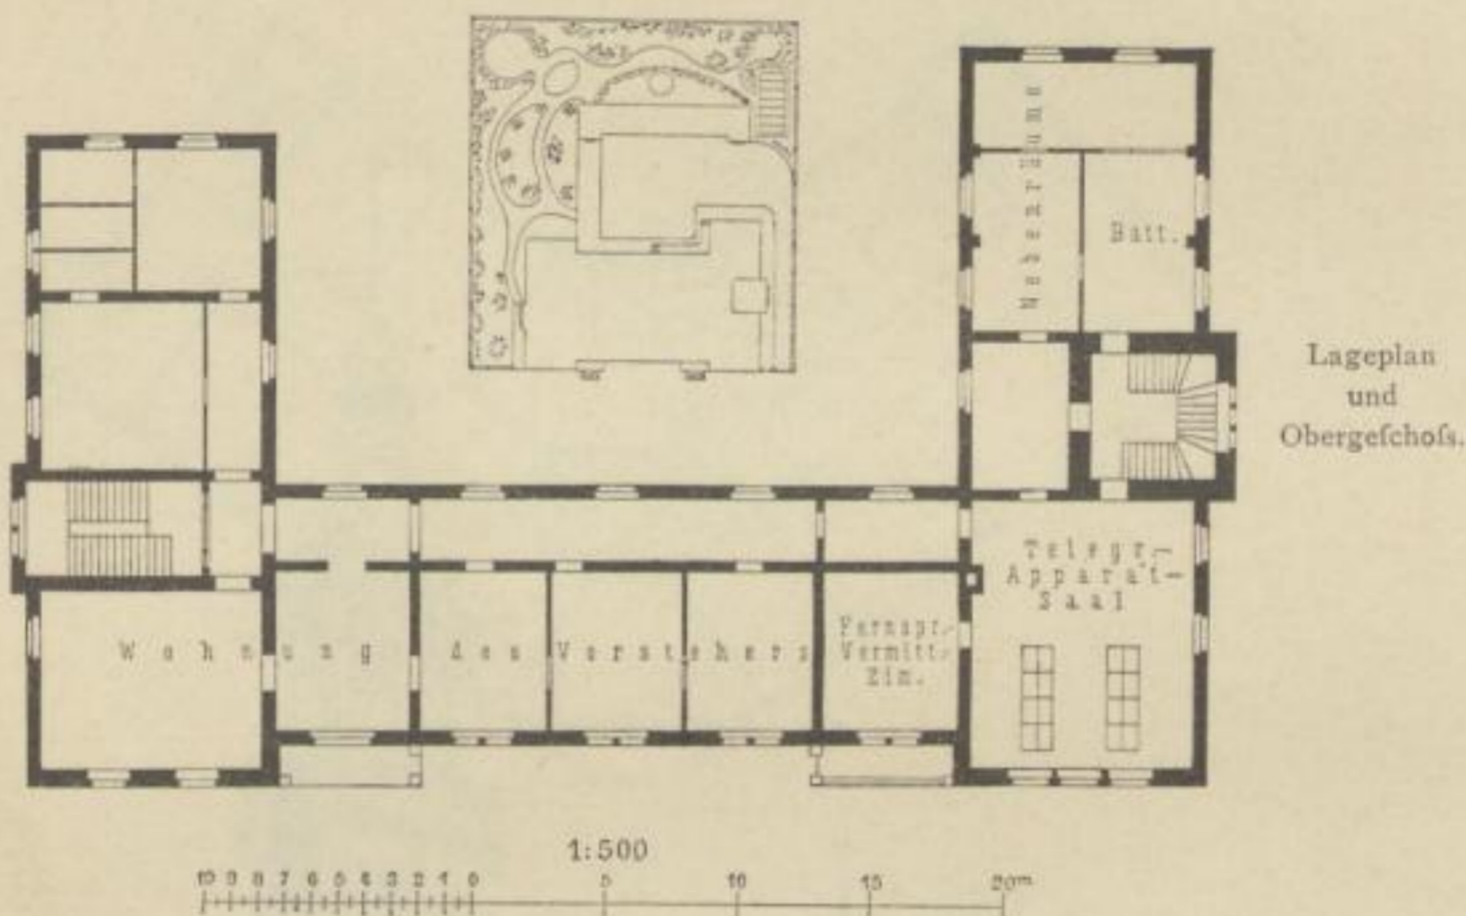 Nebenräume
Batt.
Lageplan
und
Obergeſchoſs.
Telegr.-
Apparat-
Saal
Wohnung des Vorstehers
Fernspr.-
Vermitt.-
Zim.
1:500
10 9 8 7 6 5 4 3 2 1 0 5 10 15 20m